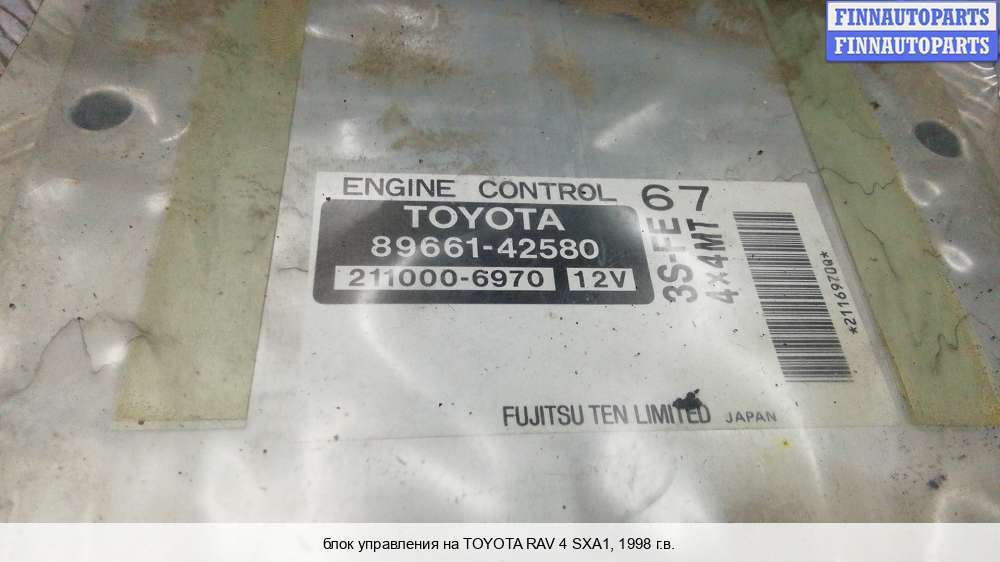 FINNAUTOPARTS
FINNAUTOPARTS
ENGINE CONTROL 67
TOYOTA
89661-42580
211000-6970 12V
3S-FE
4×4MT
*2116970Q*
FUJITSU TEN LIMITED JAPAN
блок управления на TOYOTA RAV 4 SXA1, 1998 г.в.